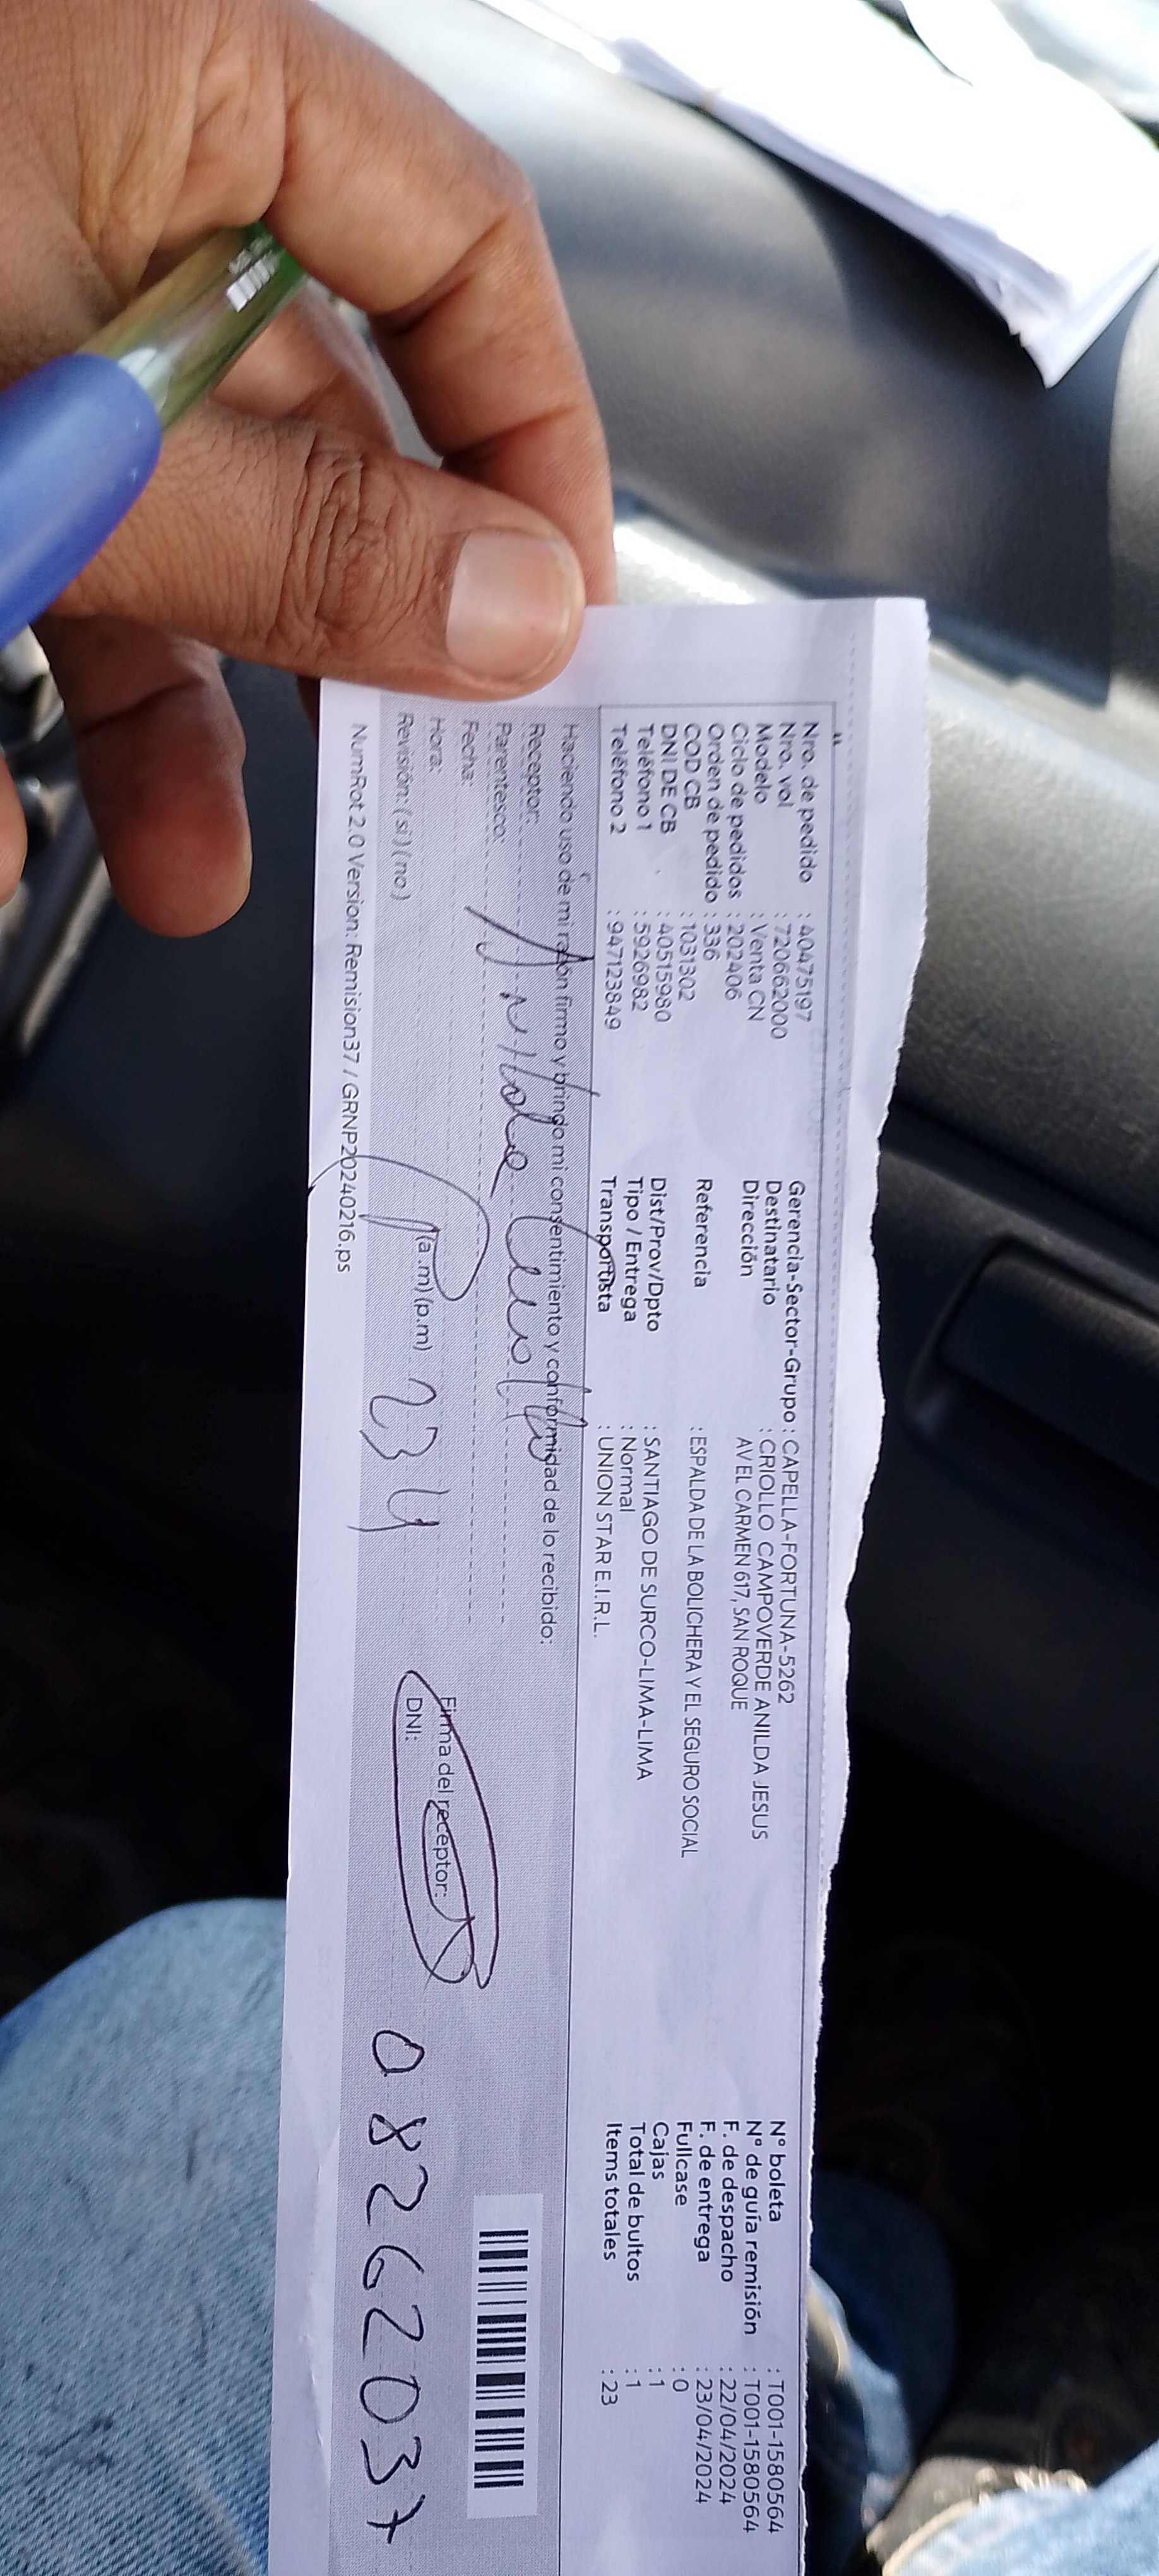 Nro. de pedido : 40475197
Nro. vol : 720662000
Modelo : Venta CN
Ciclo de pedidos : 202406
Orden de pedido : 336
COD CB : 1031302
DNI DE CB : 40515980
Teléfono 1 : 5926982
Teléfono 2 : 947123849
Gerencia-Sector-Grupo : CAPELLA-FORTUNA-5262
Destinatario : CRIOLLO CAMPOVERDE ANILDA JESUS
Dirección AV EL CARMEN 617, SAN ROQUE
Referencia : ESPALDA DE LA BOLICHERA Y EL SEGURO SOCIAL
Dist/Prov/Dpto : SANTIAGO DE SURCO-LIMA-LIMA
Tipo / Entrega : Normal
Transportista : UNION STAR E.I.R.L.
N° boleta : T001-1580564
N° de guía remisión : T001-1580564
F. de despacho : 22/04/2024
F. de entrega : 23/04/2024
Fullcase : 0
Cajas : 1
Total de bultos : 1
Items totales : 23
Haciendo uso de mi razón firmo y brindo mi consentimiento y conformidad de lo recibido:
Receptor:
Parentesco:
Fecha:
Hora: (a.m) (p.m)
23 4
Revisión: ( si ) ( no )
Firma del receptor:
DNI: 08262037
NumRot 2.0 Version: Remision37 / GRNP20240216.ps